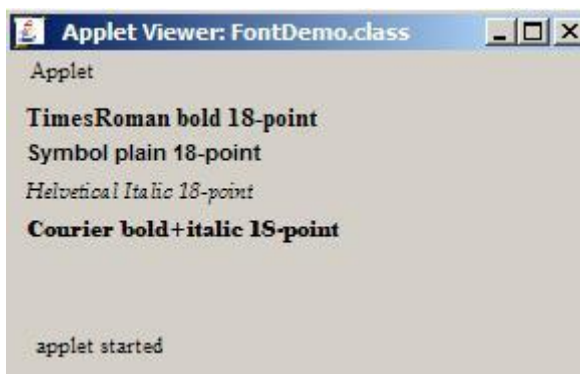 Applet Viewer: FontDemo.class
Applet
TimesRoman bold 18-point
Symbol plain 18-point
Helvetical Italic 18-point
Courier bold+italic 18-point
applet started